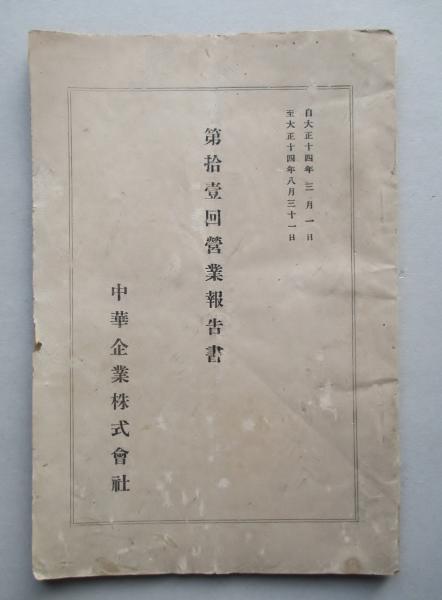 自大正十四年三月一日
至大正十四年八月三十一日
第拾壹回營業報告書
中華企業株式會社